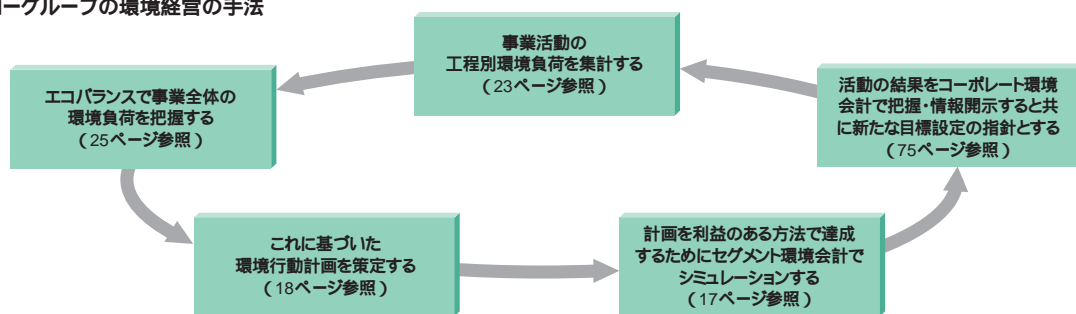 ーグループの環境経営の手法
事業活動の
工程別環境負荷を集計する
(23ページ参照)
エコバランスで事業全体の
環境負荷を把握する
(25ページ参照)
活動の結果をコーポレート環境
会計で把握・情報開示すると共
に新たな目標設定の指針とする
(75ページ参照)
これに基づいた
環境行動計画を策定する
(18ページ参照)
計画を利益のある方法で達成
するためにセグメント環境会計で
シミュレーションする
(17ページ参照)